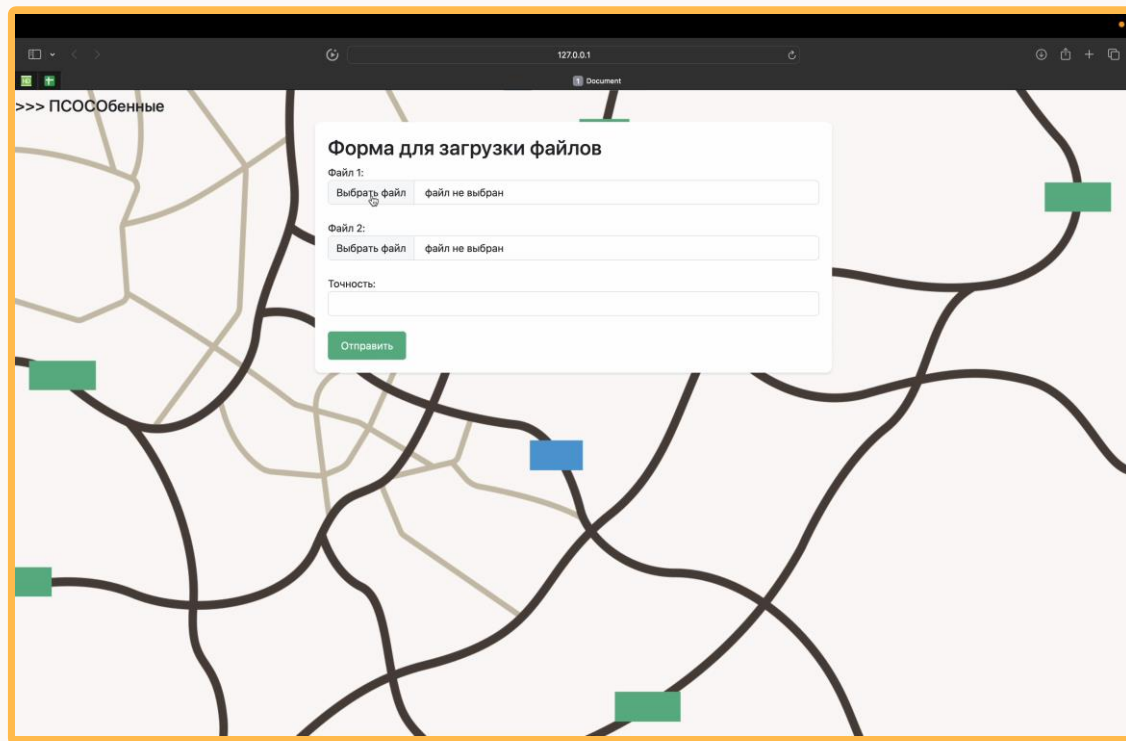 127.0.0.1
1 Document
>>> ПСОСОбенные
Форма для загрузки файлов
Файл 1:
Выбрать файл файл не выбран
Файл 2:
Выбрать файл файл не выбран
Точность:
Отправить